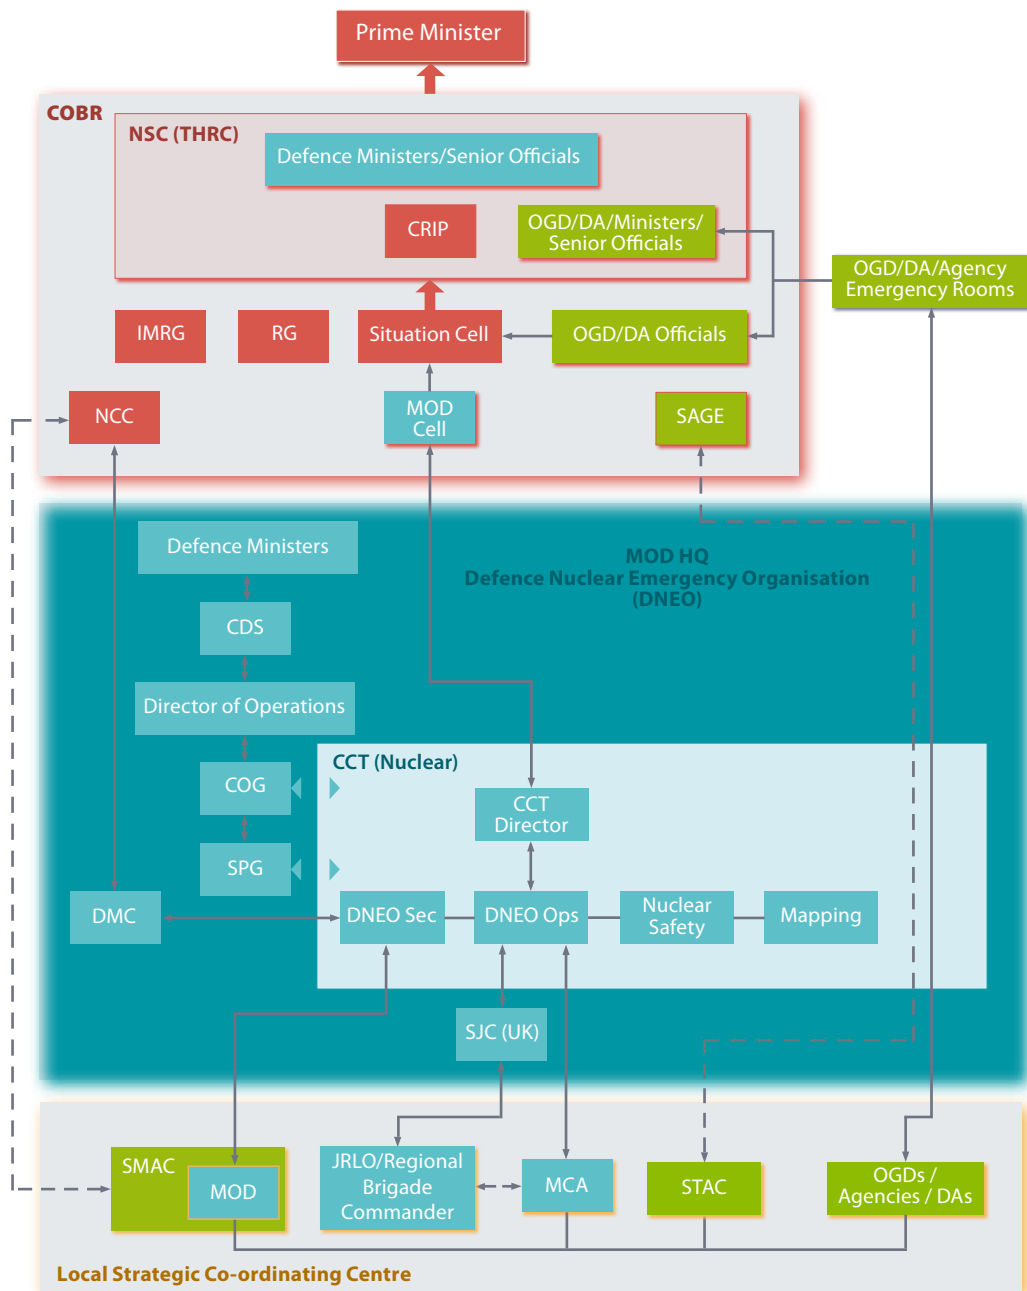 Prime Minister
COBR
NSC (THRC)
Defence Ministers/Senior Officials
CRIP
OGD/DA/Ministers/
Senior Officials
OGD/DA/Agency
Emergency Rooms
IMRG
RG
Situation Cell
OGD/DA Officials
NCC
MOD
Cell
SAGE
Defence Ministers
MOD HQ
Defence Nuclear Emergency Organisation
(DNEO)
CDS
Director of Operations
CCT (Nuclear)
COG
CCT
Director
SPG
DMC
DNEO Sec
DNEO Ops
Nuclear
Safety
Mapping
SJC (UK)
SMAC
MOD
JRLO/Regional
Brigade
Commander
MCA
STAC
OGDs /
Agencies / DAs
Local Strategic Co-ordinating Centre